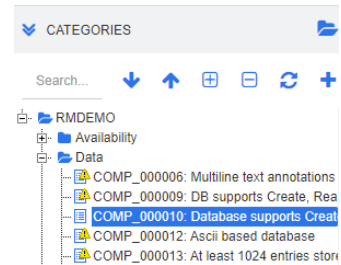 CATEGORIES
Search...
RMDEMO
Availability
Data
COMP_000006: Multiline text annotations
COMP_000009: DB supports Create, Rea
COMP_000010: Database supports Creat
COMP_000012: Ascii based database
COMP_000013: At least 1024 entries store